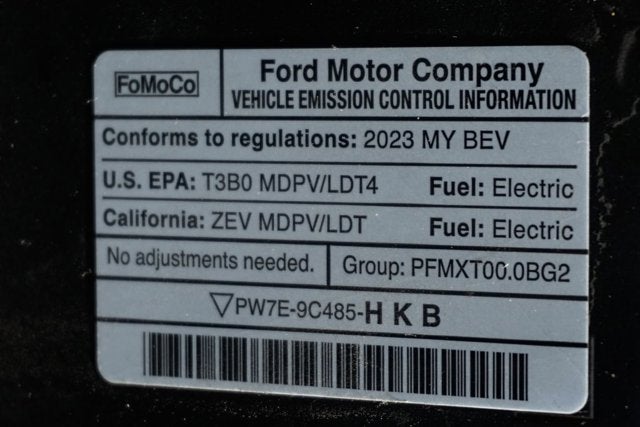 FoMoCo
Ford Motor Company
VEHICLE EMISSION CONTROL INFORMATION
Conforms to regulations: 2023 MY BEV
U.S. EPA: T3B0 MDPV/LDT4 Fuel: Electric
California: ZEV MDPV/LDT Fuel: Electric
No adjustments needed. Group: PFMXT00.0BG2
▽PW7E-9C485-H K B